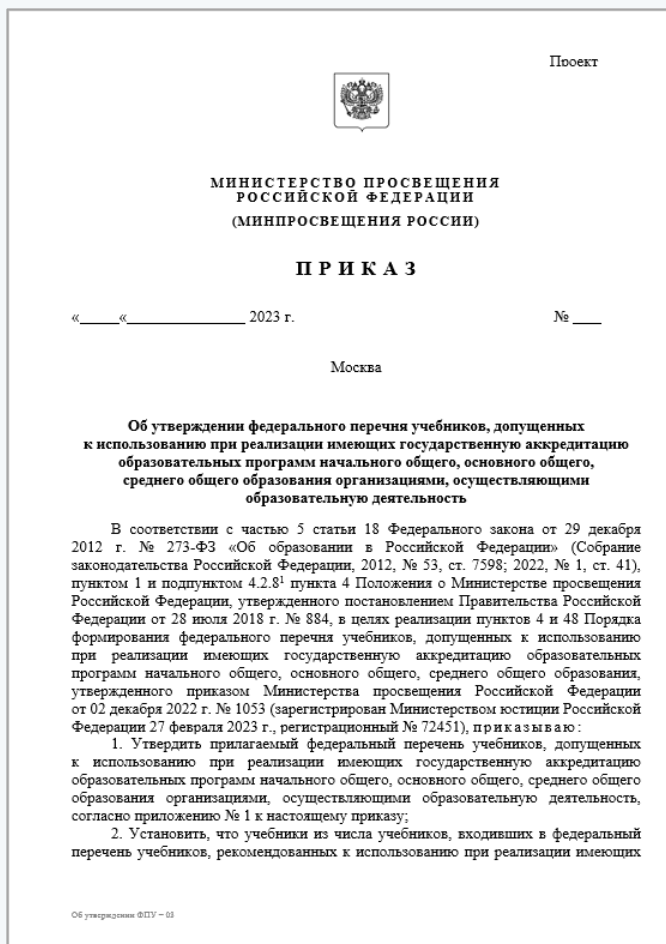 Проект
МИНИСТЕРСТВО ПРОСВЕЩЕНИЯ
РОССИЙСКОЙ ФЕДЕРАЦИИ
(МИНПРОСВЕЩЕНИЯ РОССИИ)
ПРИКАЗ
«_____«_______________ 2023 г. № ____
Москва
Об утверждении федерального перечня учебников, допущенных
к использованию при реализации имеющих государственную аккредитацию
образовательных программ начального общего, основного общего,
среднего общего образования организациями, осуществляющими
образовательную деятельность
В соответствии с частью 5 статьи 18 Федерального закона от 29 декабря
2012 г. № 273-ФЗ «Об образовании в Российской Федерации» (Собрание
законодательства Российской Федерации, 2012, № 53, ст. 7598; 2022, № 1, ст. 41),
пунктом 1 и подпунктом 4.2.8¹ пункта 4 Положения о Министерстве просвещения
Российской Федерации, утвержденного постановлением Правительства Российской
Федерации от 28 июля 2018 г. № 884, в целях реализации пунктов 4 и 48 Порядка
формирования федерального перечня учебников, допущенных к использованию
при реализации имеющих государственную аккредитацию образовательных
программ начального общего, основного общего, среднего общего образования,
утвержденного приказом Министерства просвещения Российской Федерации
от 02 декабря 2022 г. № 1053 (зарегистрирован Министерством юстиции Российской
Федерации 27 февраля 2023 г., регистрационный № 72451), приказываю:
1. Утвердить прилагаемый федеральный перечень учебников, допущенных
к использованию при реализации имеющих государственную аккредитацию
образовательных программ начального общего, основного общего, среднего общего
образования организациями, осуществляющими образовательную деятельность,
согласно приложению № 1 к настоящему приказу;
2. Установить, что учебники из числа учебников, входивших в федеральный
перечень учебников, рекомендованных к использованию при реализации имеющих
Об утверждении ФПУ – 03